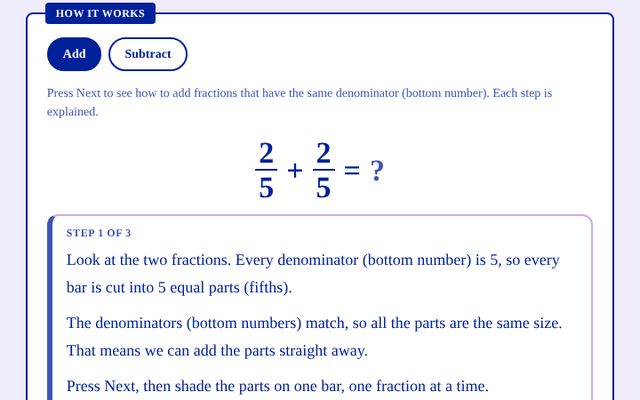 HOW IT WORKS
Add Subtract
Press Next to see how to add fractions that have the same denominator (bottom number). Each step is
explained.
2/5 + 2/5 = ?
STEP 1 OF 3
Look at the two fractions. Every denominator (bottom number) is 5, so every
bar is cut into 5 equal parts (fifths).
The denominators (bottom numbers) match, so all the parts are the same size.
That means we can add the parts straight away.
Press Next, then shade the parts on one bar, one fraction at a time.